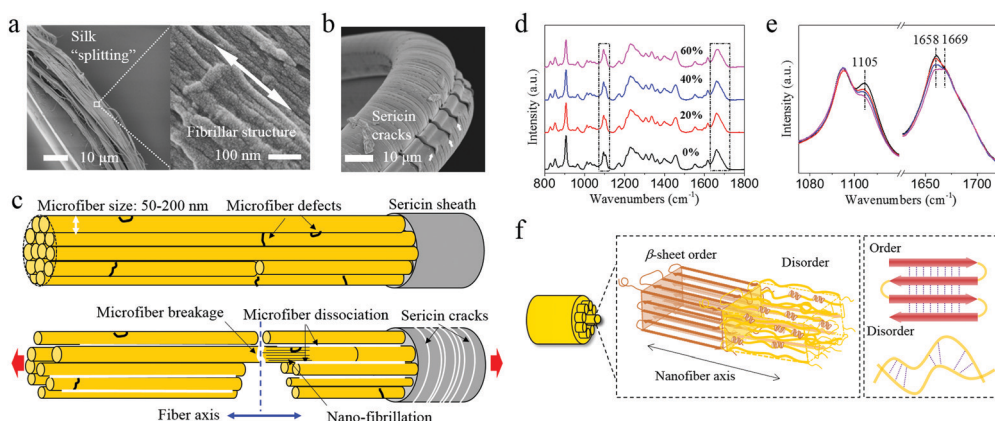 a
Silk
"splitting"
10 μm
Fibrillar structure
100 nm
b
Sericin
cracks
10 μm
c
Microfiber size: 50-200 nm
Microfiber defects
Sericin sheath
Microfiber breakage
Microfiber dissociation
Sericin cracks
Fiber axis
Nano-fibrillation
d
Intensity (a.u.)
60%
40%
20%
0%
800 1000 1200 1400 1600 1800
Wavenumbers (cm-1)
e
Intensity (a.u.)
1658 1669
1105
1080 1100 1650 1700
Wavenumbers (cm-1)
f
β-sheet order
Disorder
Nanofiber axis
Order
Disorder